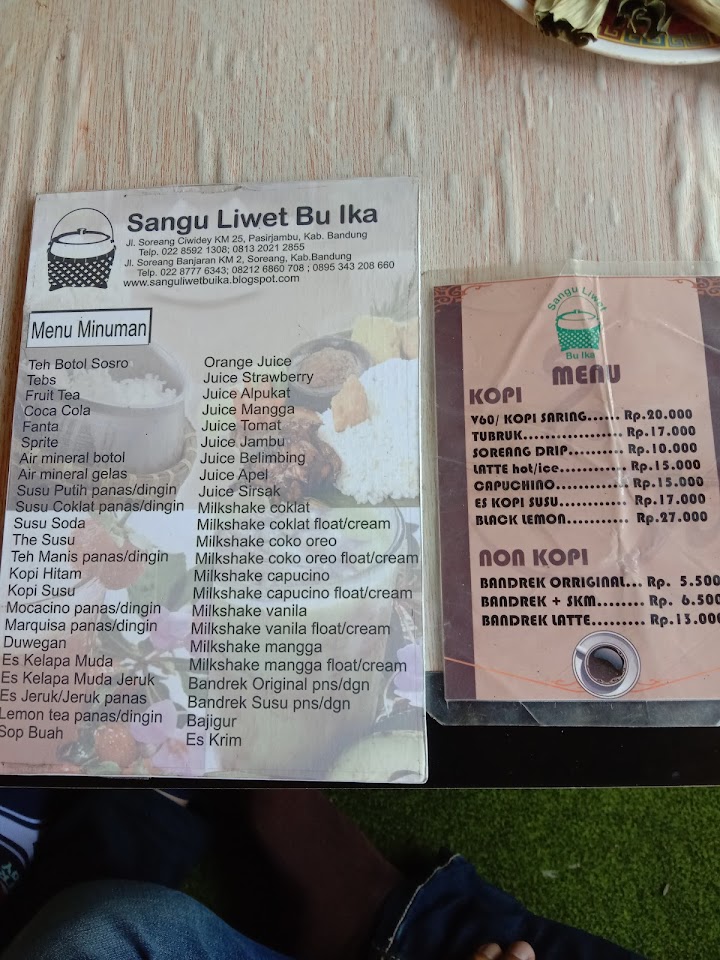 Sangu Liwet Bu Ika
Jl. Soreang Ciwidey KM 25, Pasirjambu, Kab. Bandung
Telp. 022 8592 1308; 0813 2021 2855
Jl. Soreang Banjaran KM 2, Soreang, Kab.Bandung
Telp. 022 8777 6343; 08212 6860 708 ; 0895 343 208 660
www.sanguliwetbuika.blogspot.com
Menu Minuman
Teh Botol Sosro
Tebs
Fruit Tea
Coca Cola
Fanta
Sprite
Air mineral botol
Air mineral gelas
Susu Putih panas/dingin
Susu Coklat panas/dingin
Susu Soda
The Susu
Teh Manis panas/dingin
Kopi Hitam
Kopi Susu
Mocacino panas/dingin
Marquisa panas/dingin
Duwegan
Es Kelapa Muda
Es Kelapa Muda Jeruk
Es Jeruk/Jeruk panas
Lemon tea panas/dingin
Sop Buah
Orange Juice
Juice Strawberry
Juice Alpukat
Juice Mangga
Juice Tomat
Juice Jambu
Juice Belimbing
Juice Apel
Juice Sirsak
Milkshake coklat
Milkshake coklat float/cream
Milkshake coko oreo
Milkshake coko oreo float/cream
Milkshake capucino
Milkshake capucino float/cream
Milkshake vanila
Milkshake vanila float/cream
Milkshake mangga
Milkshake mangga float/cream
Bandrek Original pns/dgn
Bandrek Susu pns/dgn
Bajigur
Es Krim
Sangu Liwet
Bu Ika
MENU
KOPI
V60/ KOPI SARING...... Rp.20.000
TUBRUK.................. Rp.17.000
SOREANG DRIP.......... Rp.10.000
LATTE hot/ice........... Rp.15.000
CAPUCHINO............. Rp.15.000
ES KOPI SUSU........... Rp.17.000
BLACK LEMON........... Rp.27.000
NON KOPI
BANDREK ORRIGINAL... Rp. 5.500
BANDREK + SKM........ Rp. 6.500
BANDREK LATTE......... Rp.13.000